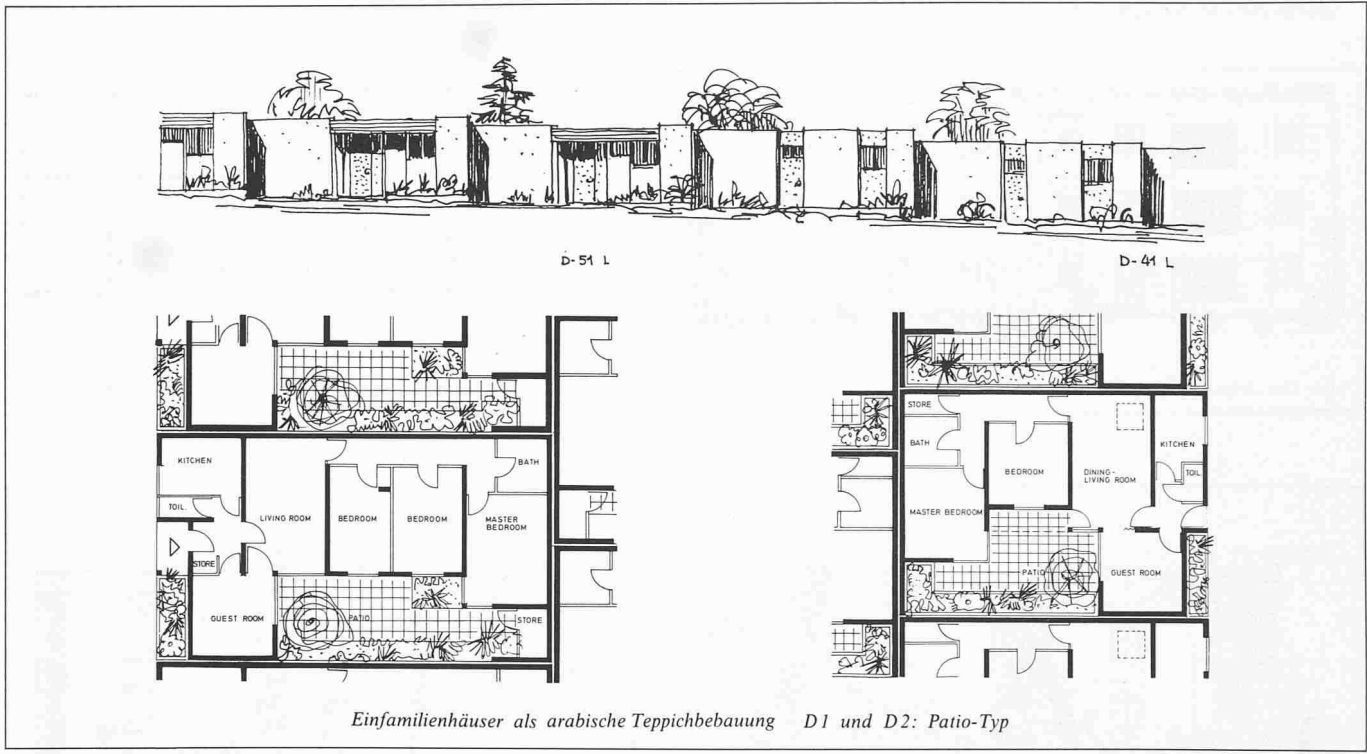 D-51 L
D-41 L
KITCHEN
BATH
TOIL.
LIVING ROOM
BEDROOM
BEDROOM
MASTER
BEDROOM
STORE
GUEST ROOM
PATIO
STORE
STORE
BATH
KITCHEN
BEDROOM
DINING-
LIVING ROOM
TOIL.
MASTER BEDROOM
PATIO
GUEST ROOM
Einfamilienhäuser als arabische Teppichbebauung D1 und D2: Patio-Typ